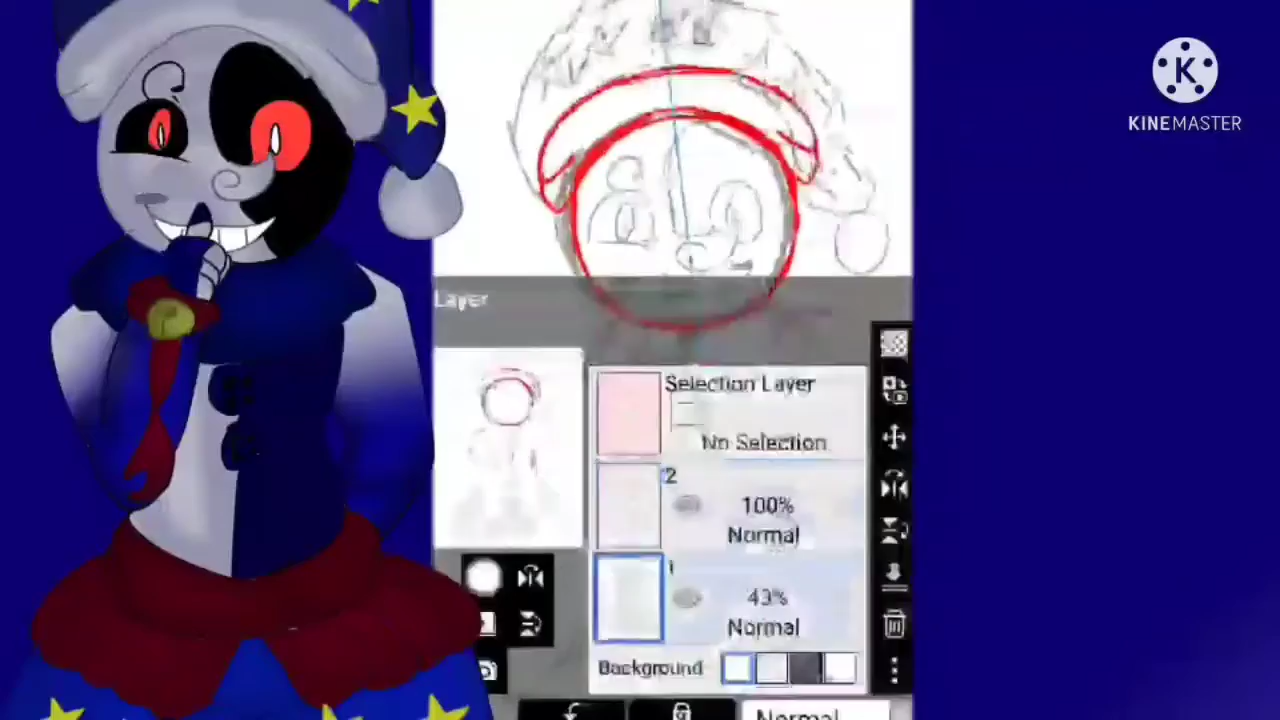 K
KINEMASTER
Layer
Selection Layer
No Selection
2
100%
Normal
1
43%
Normal
Background
Normal